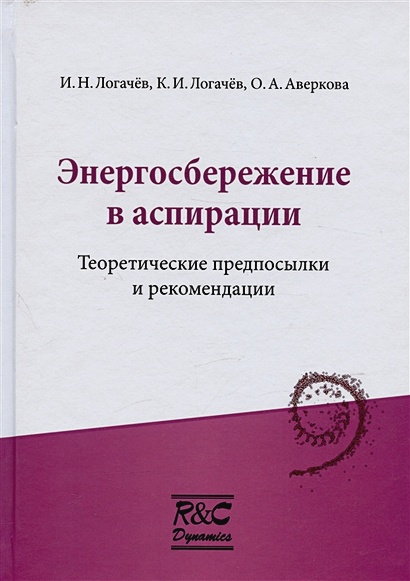 И. Н. Логачёв, К. И. Логачёв, О. А. Аверкова
Энергосбережение
в аспирации
Теоретические предпосылки
и рекомендации
R&C
Dynamics